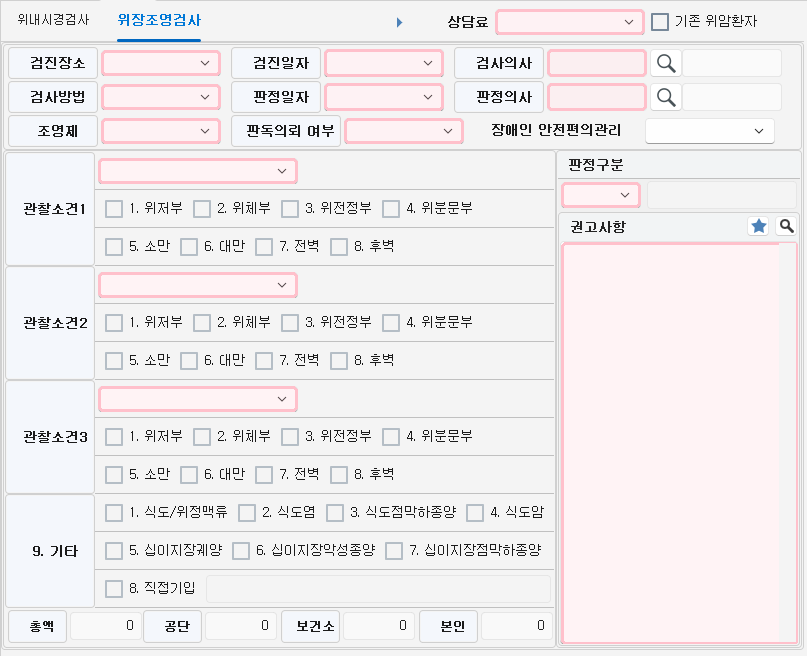 위내시경검사 위장조영검사 상담료 기존 위암환자
검진장소 검진일자 검사의사
검사방법 판정일자 판정의사
조영제 판독의뢰 여부 장애인 안전편의관리
판정구분
관찰소견1
1. 위저부 2. 위체부 3. 위전정부 4. 위분문부
5. 소만 6. 대만 7. 전벽 8. 후벽
권고사항
관찰소견2
1. 위저부 2. 위체부 3. 위전정부 4. 위분문부
5. 소만 6. 대만 7. 전벽 8. 후벽
관찰소견3
1. 위저부 2. 위체부 3. 위전정부 4. 위분문부
5. 소만 6. 대만 7. 전벽 8. 후벽
9. 기타
1. 식도/위정맥류 2. 식도염 3. 식도점막하종양 4. 식도암
5. 십이지장궤양 6. 십이지장악성종양 7. 십이지장점막하종양
8. 직접기입
총액 0 공단 0 보건소 0 본인 0